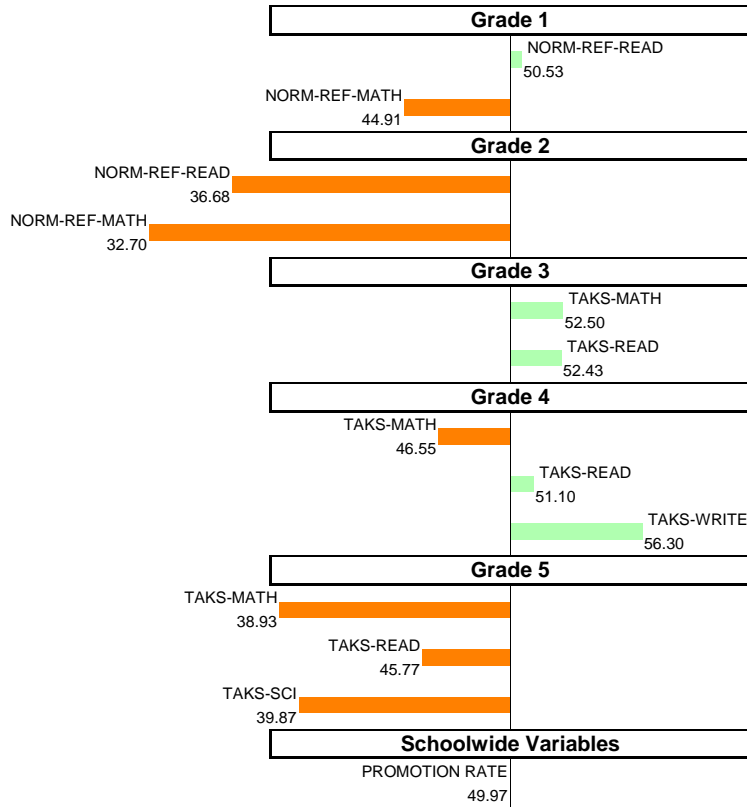 Grade 1
NORM-REF-READ
50.53
NORM-REF-MATH
44.91
Grade 2
NORM-REF-READ
36.68
NORM-REF-MATH
32.70
Grade 3
TAKS-MATH
52.50
TAKS-READ
52.43
Grade 4
TAKS-MATH
46.55
TAKS-READ
51.10
TAKS-WRITE
56.30
Grade 5
TAKS-MATH
38.93
TAKS-READ
45.77
TAKS-SCI
39.87
Schoolwide Variables
PROMOTION RATE
49.97